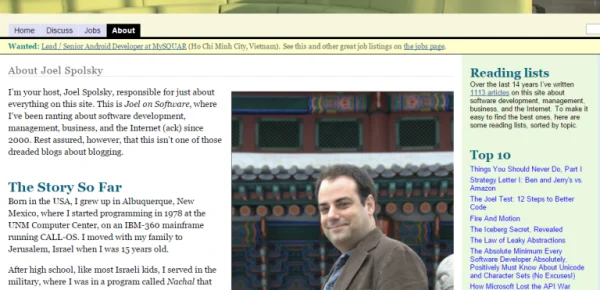 Home Discuss Jobs About
Wanted: Lead / Senior Android Developer at MySQUAR (Ho Chi Minh City, Vietnam). See this and other great job listings on the jobs page.
About Joel Spolsky
I'm your host, Joel Spolsky, responsible for just about
everything on this site. This is Joel on Software, where
I've been ranting about software development,
management, business, and the Internet (ack) since
2000. Rest assured, however, that this isn't one of those
dreaded blogs about blogging.
The Story So Far
Born in the USA, I grew up in Albuquerque, New
Mexico, where I started programming in 1978 at the
UNM Computer Center, on an IBM-360 mainframe
running CALL-OS. I moved with my family to
Jerusalem, Israel when I was 15 years old.
After high school, like most Israeli kids, I served in the
military, where I was in a program called Nachal that
Reading lists
Over the last 14 years I've written
1113 articles on this site about
software development, management,
business, and the Internet. To make it
easy to find the best ones, here are
some reading lists, sorted by topic.
Top 10
Things You Should Never Do, Part I
Strategy Letter I: Ben and Jerry's vs.
Amazon
The Joel Test: 12 Steps to Better
Code
Fire And Motion
The Iceberg Secret, Revealed
The Law of Leaky Abstractions
The Absolute Minimum Every
Software Developer Absolutely,
Positively Must Know About Unicode
and Character Sets (No Excuses!)
How Microsoft Lost the API War